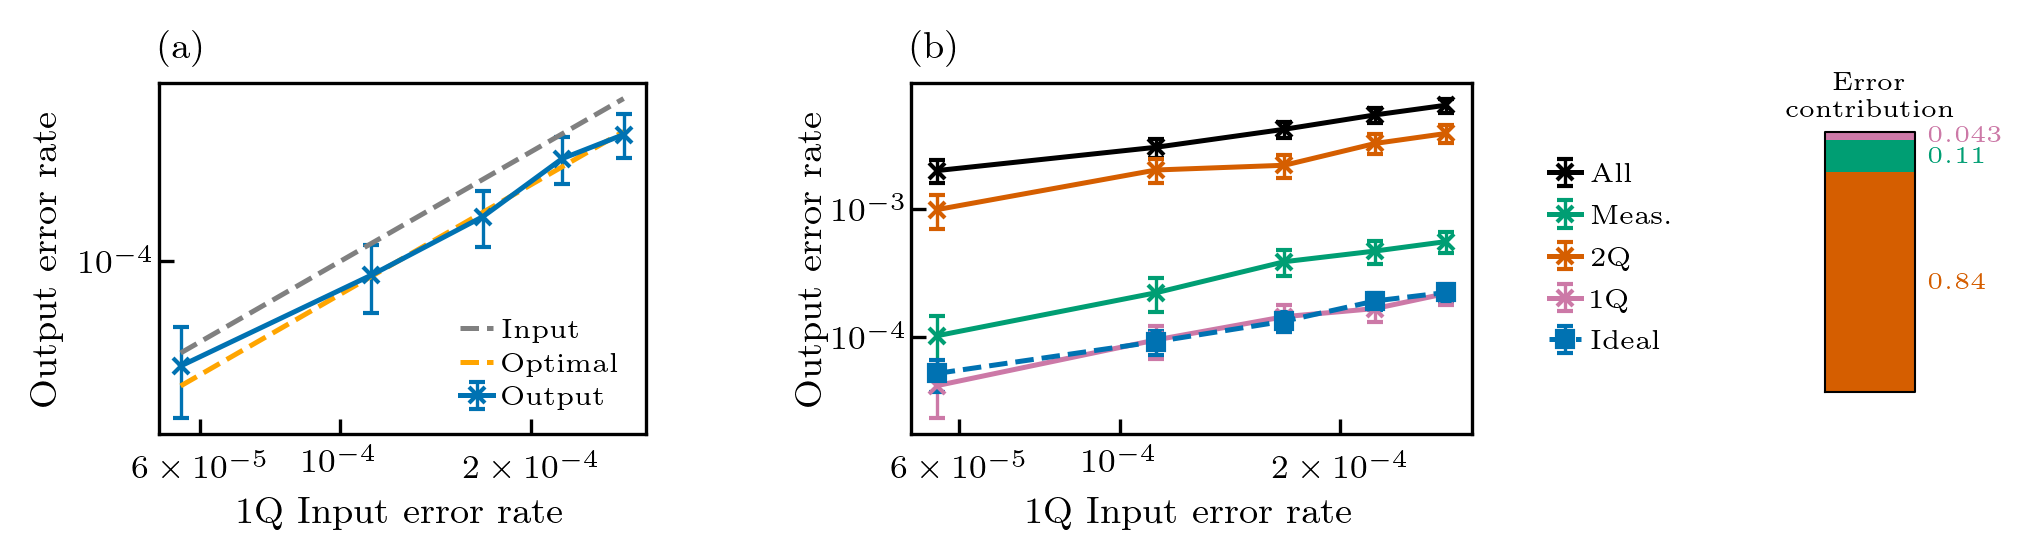 (a)
Output error rate
10⁻⁴
6 × 10⁻⁵
10⁻⁴
2 × 10⁻⁴
1Q Input error rate
Input
Optimal
Output
(b)
Output error rate
10⁻³
10⁻⁴
6 × 10⁻⁵
10⁻⁴
2 × 10⁻⁴
1Q Input error rate
All
Meas.
2Q
1Q
Ideal
Error
contribution
0.043
0.11
0.84